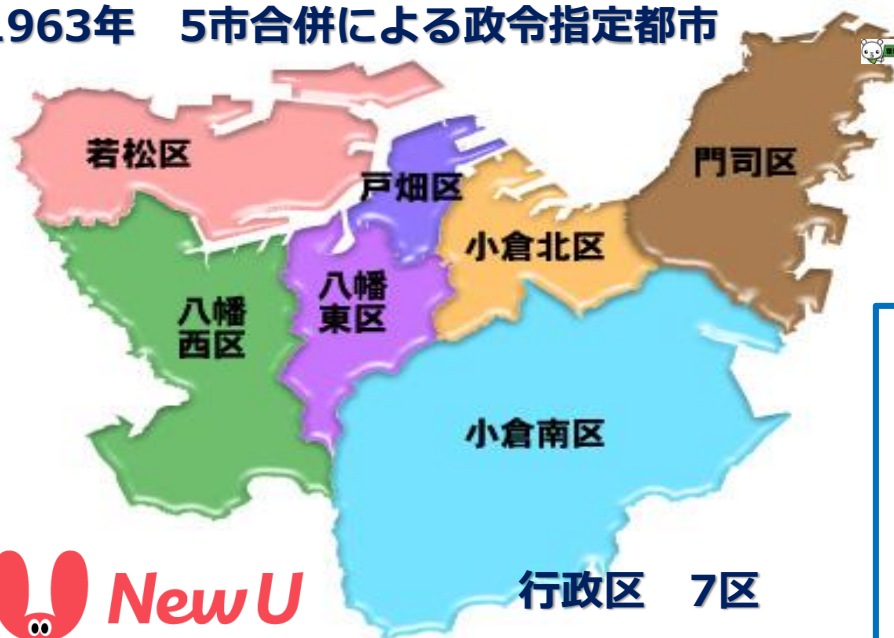 1963年　5市合併による政令指定都市
若松区
戸畑区
門司区
小倉北区
八幡
東区
八幡
西区
小倉南区
行政区　7区
New U